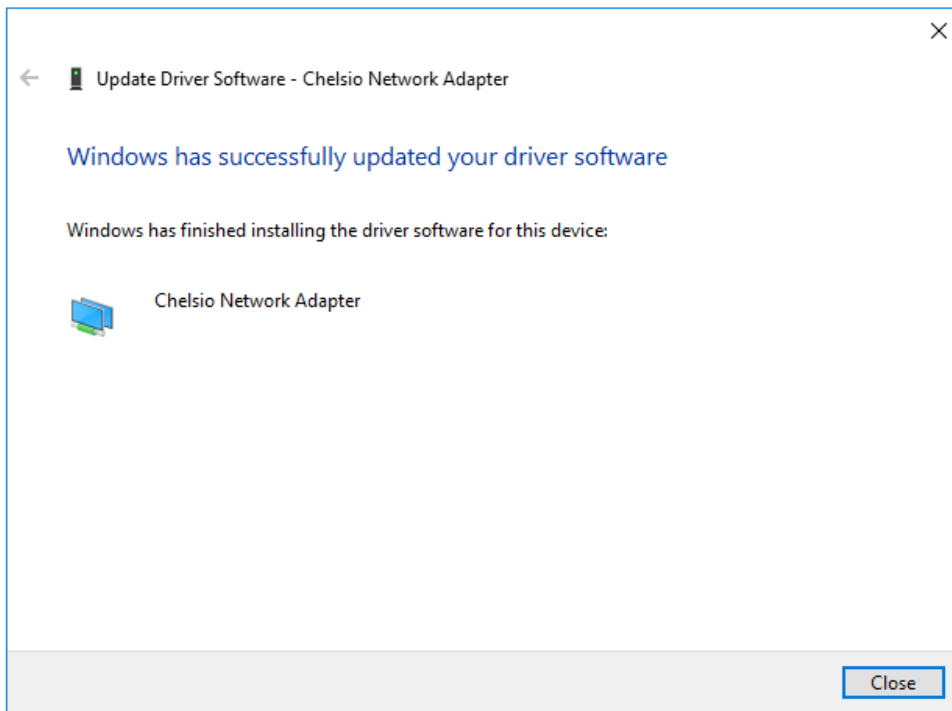 Update Driver Software - Chelsio Network Adapter
Windows has successfully updated your driver software
Windows has finished installing the driver software for this device:
Chelsio Network Adapter
Close